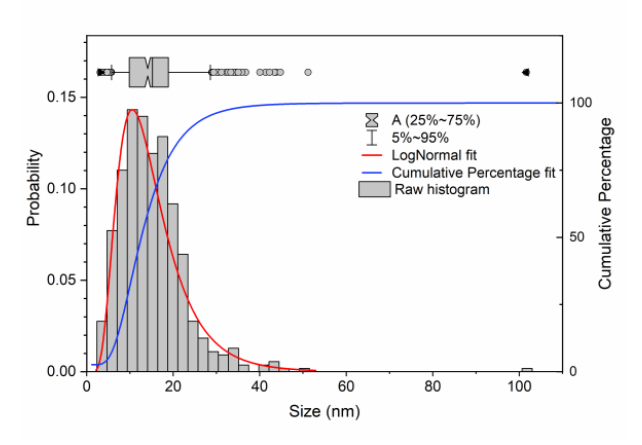 0.15
0.10
0.05
0.00
Probability
0
20
40
60
80
100
Size (nm)
100
50
0
Cumulative Percentage
A (25%~75%)
5%~95%
LogNormal fit
Cumulative Percentage fit
Raw histogram